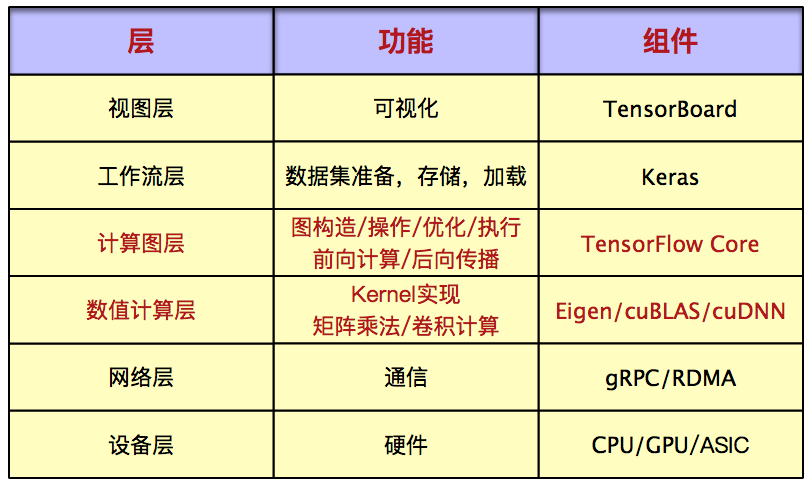 层 功能 组件
视图层 可视化 TensorBoard
工作流层 数据集准备，存储，加载 Keras
计算图层 图构造/操作/优化/执行 TensorFlow Core
前向计算/后向传播
数值计算层 Kernel实现 Eigen/cuBLAS/cuDNN
矩阵乘法/卷积计算
网络层 通信 gRPC/RDMA
设备层 硬件 CPU/GPU/ASIC